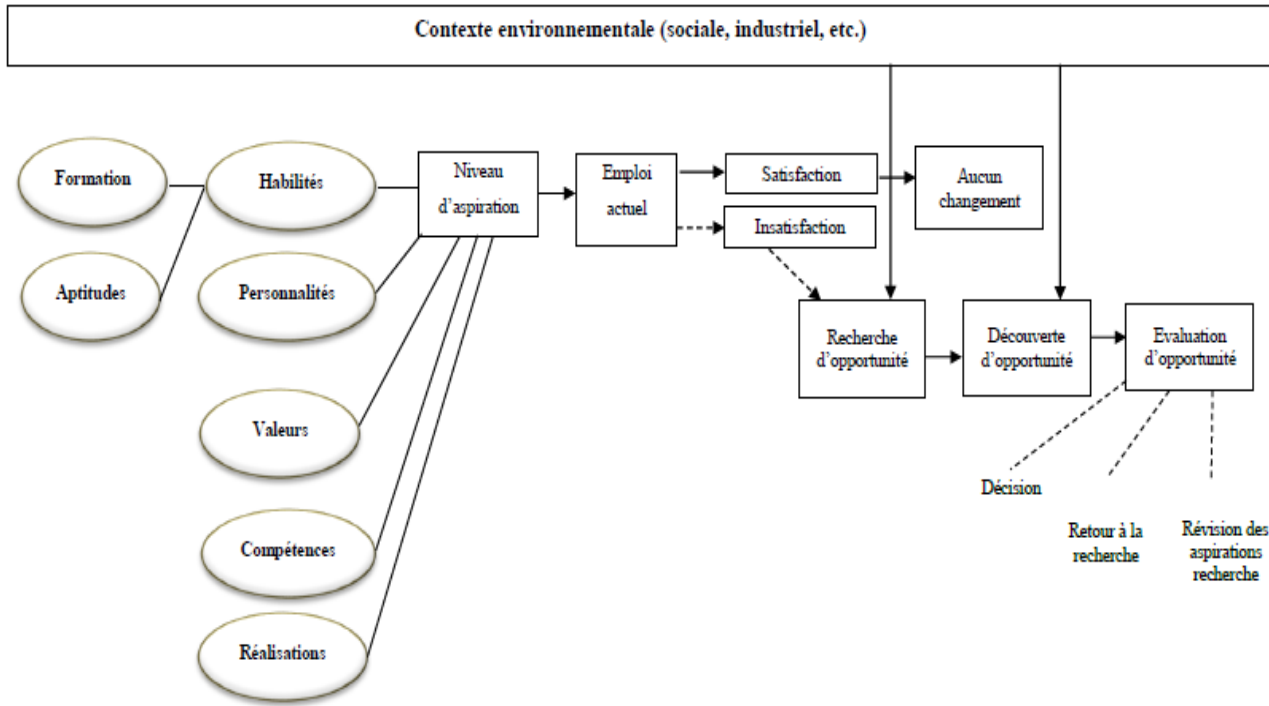 Contexte environnementale (sociale, industriel, etc.)
Formation
Habilités
Niveau
d'aspiration
Emploi
actuel
Satisfaction
Aucun
changement
Insatisfaction
Aptitudes
Personnalités
Recherche
d'opportunité
Découverte
d'opportunité
Evaluation
d'opportunité
Valeurs
Décision
Retour à la
recherche
Révision des
aspirations
recherche
Compétences
Réalisations